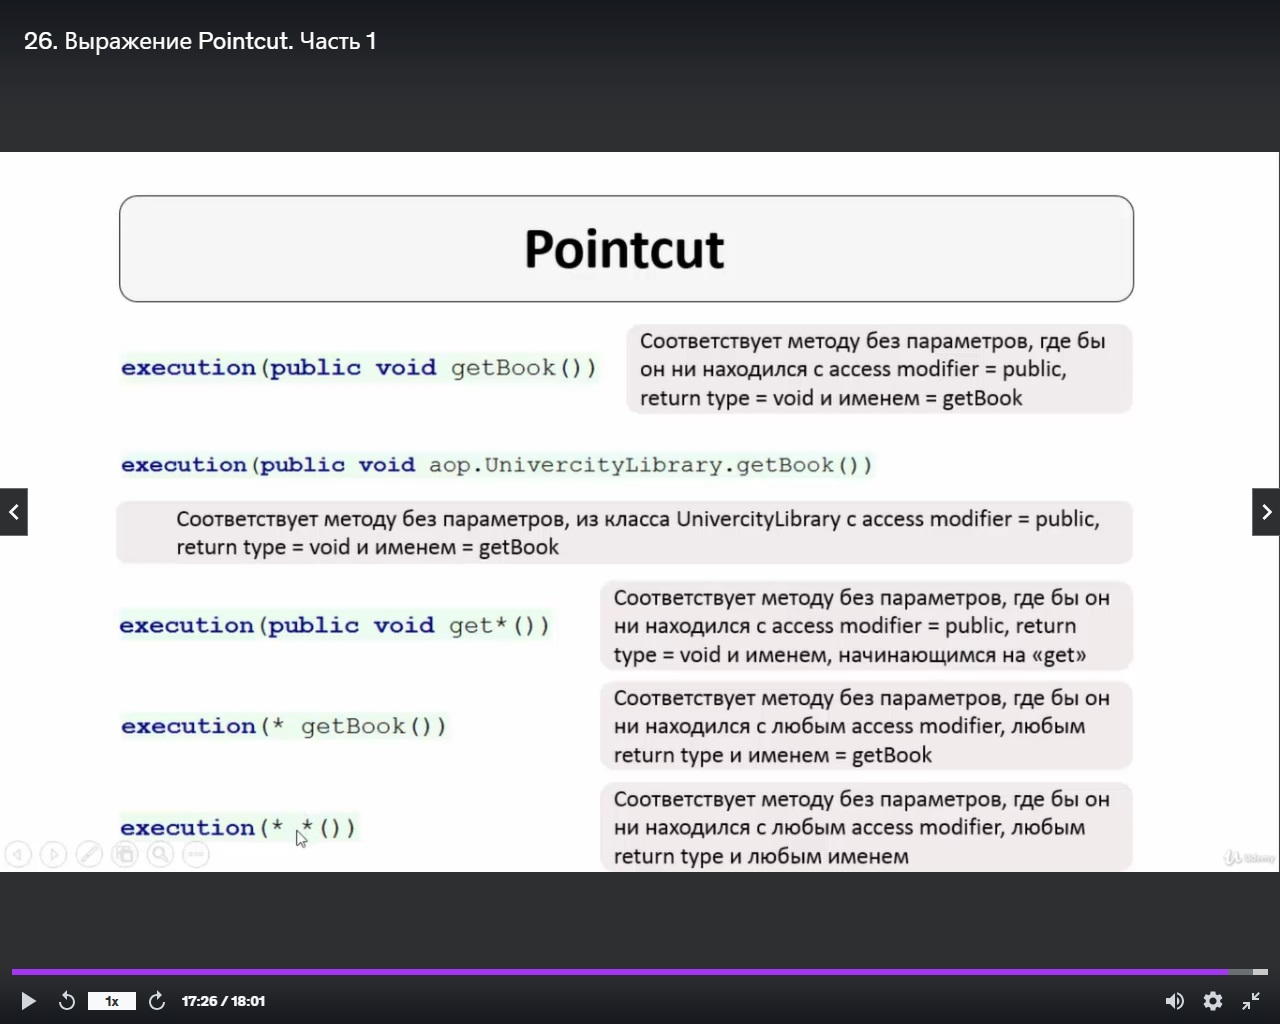 26. Выражение Pointcut. Часть 1
Pointcut
execution(public void getBook())
Соответствует методу без параметров, где бы
он ни находился с access modifier = public,
return type = void и именем = getBook
execution(public void aop.UnivercityLibrary.getBook())
Соответствует методу без параметров, из класса UnivercityLibrary с access modifier = public,
return type = void и именем = getBook
execution(public void get*())
Соответствует методу без параметров, где бы он
ни находился с access modifier = public, return
type = void и именем, начинающимся на «get»
execution(* getBook())
Соответствует методу без параметров, где бы он
ни находился с любым access modifier, любым
return type и именем = getBook
execution(* *())
Соответствует методу без параметров, где бы он
ни находился с любым access modifier, любым
return type и любым именем
Udemy
1x
17:26 / 18:01